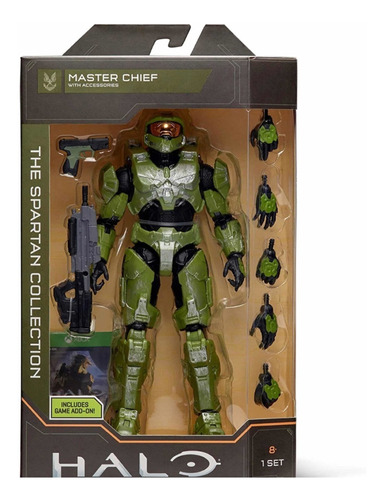 MASTER CHIEF
WITH ACCESSORIES
THE SPARTAN COLLECTION
INCLUDES
GAME ADD-ON!
HALO
8+
1 SET